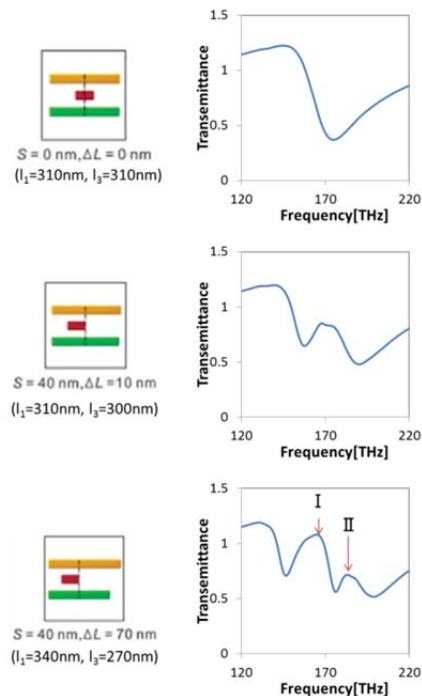 S = 0 nm, ΔL = 0 nm
(l₁=310nm, l₃=310nm)
1.5
1
0.5
0
Transemittance
120 170 220
Frequency[THz]
S = 40 nm, ΔL = 10 nm
(l₁=310nm, l₃=300nm)
1.5
1
0.5
0
Transmittance
120 170 220
Frequency[THz]
S = 40 nm, ΔL = 70 nm
(l₁=340nm, l₃=270nm)
1.5
1
0.5
0
Transmittance
I
II
120 170 220
Frequency[THz]